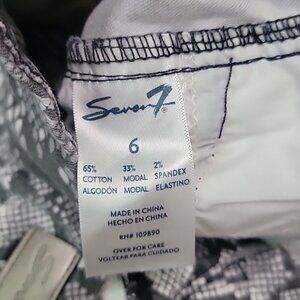 Seven7
6
65% 33% 2%
COTTON MODAL SPANDEX
ALGODÓN MODAL ELASTINO
MADE IN CHINA
HECHO EN CHINA
RN# 109890
OVER FOR CARE
VOLTEAR PARA CUIDADO